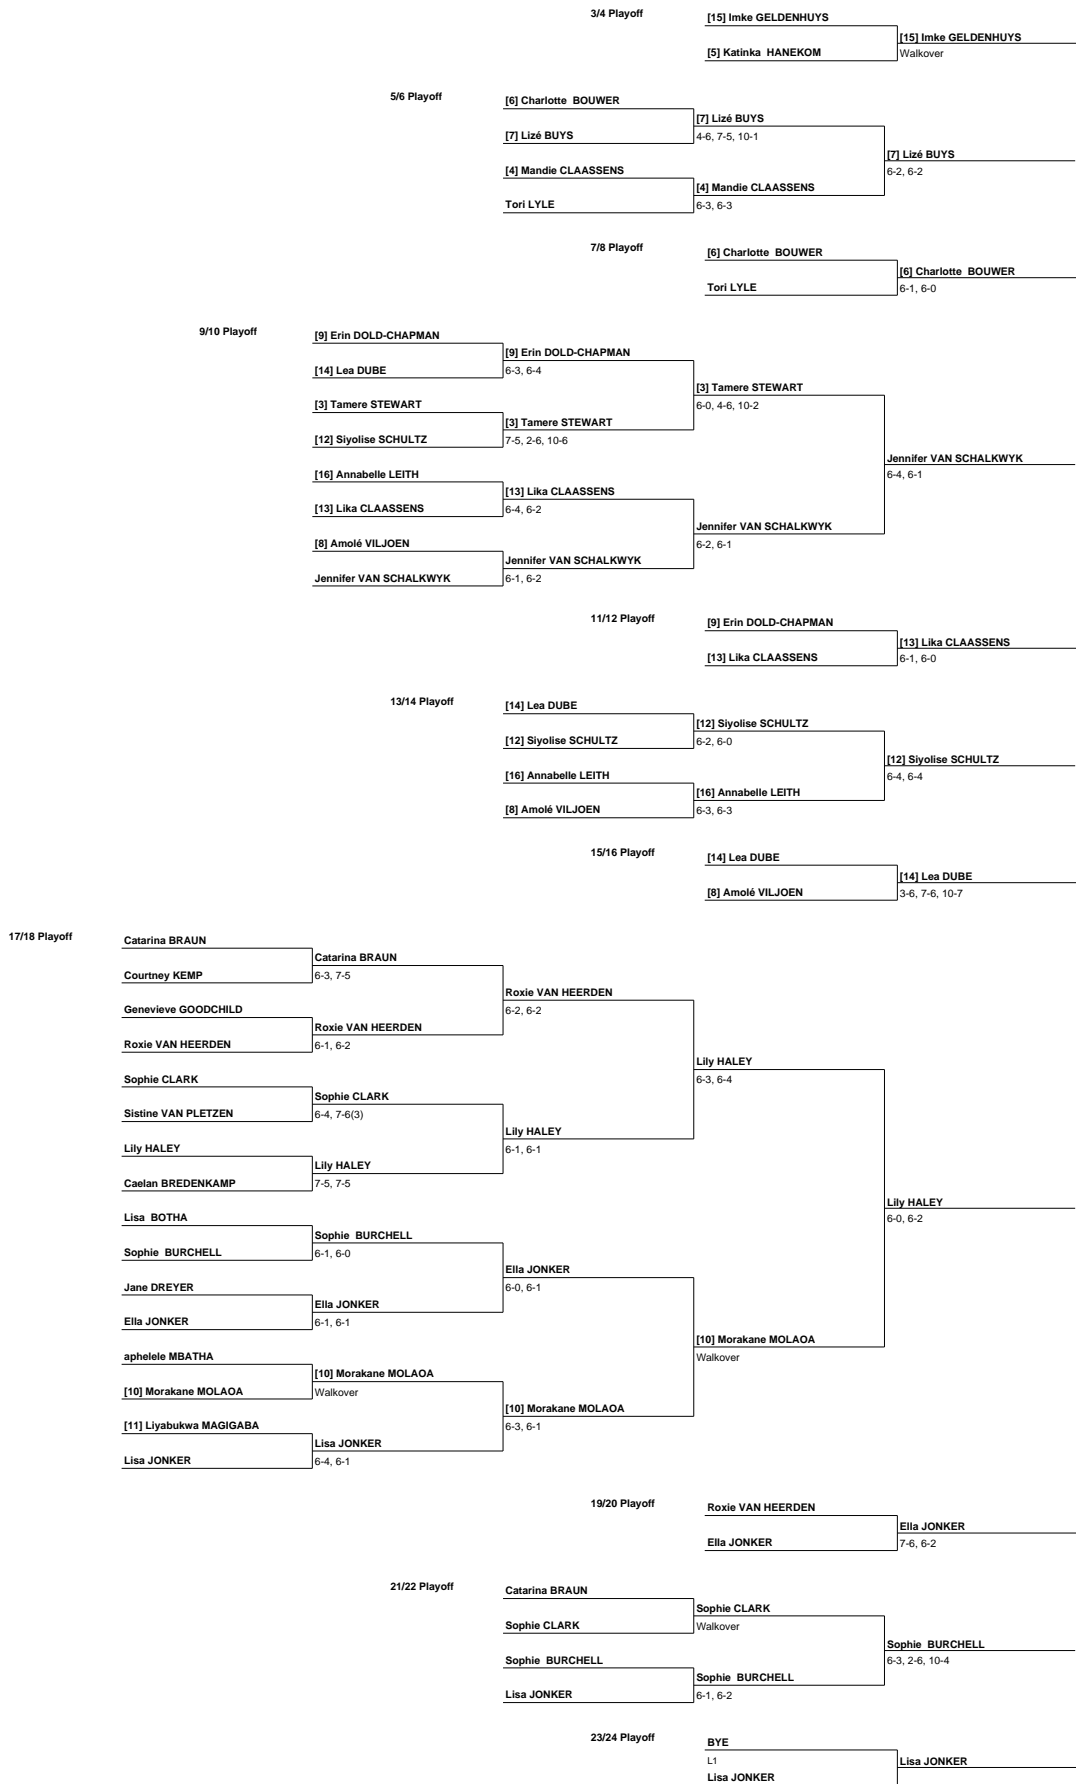 3/4 Playoff
[15] Imke GELDENHUYS
[15] Imke GELDENHUYS
[5] Katinka HANEKOM
Walkover
5/6 Playoff
[6] Charlotte BOUWER
[7] Lizé BUYS
[7] Lizé BUYS
4-6, 7-5, 10-1
[7] Lizé BUYS
[4] Mandie CLAASSENS
6-2, 6-2
[4] Mandie CLAASSENS
Tori LYLE
6-3, 6-3
7/8 Playoff
[6] Charlotte BOUWER
[6] Charlotte BOUWER
Tori LYLE
6-1, 6-0
9/10 Playoff
[9] Erin DOLD-CHAPMAN
[9] Erin DOLD-CHAPMAN
[14] Lea DUBE
6-3, 6-4
[3] Tamere STEWART
[3] Tamere STEWART
6-0, 4-6, 10-2
[3] Tamere STEWART
[12] Siyolise SCHULTZ
7-5, 2-6, 10-6
Jennifer VAN SCHALKWYK
[16] Annabelle LEITH
6-4, 6-1
[13] Lika CLAASSENS
[13] Lika CLAASSENS
6-4, 6-2
Jennifer VAN SCHALKWYK
[8] Amolé VILJOEN
6-2, 6-1
Jennifer VAN SCHALKWYK
Jennifer VAN SCHALKWYK
6-1, 6-2
11/12 Playoff
[9] Erin DOLD-CHAPMAN
[13] Lika CLAASSENS
[13] Lika CLAASSENS
6-1, 6-0
13/14 Playoff
[14] Lea DUBE
[12] Siyolise SCHULTZ
[12] Siyolise SCHULTZ
6-2, 6-0
[12] Siyolise SCHULTZ
[16] Annabelle LEITH
6-4, 6-4
[16] Annabelle LEITH
[8] Amolé VILJOEN
6-3, 6-3
15/16 Playoff
[14] Lea DUBE
[14] Lea DUBE
[8] Amolé VILJOEN
3-6, 7-6, 10-7
17/18 Playoff
Catarina BRAUN
Catarina BRAUN
Courtney KEMP
6-3, 7-5
Roxie VAN HEERDEN
Genevieve GOODCHILD
6-2, 6-2
Roxie VAN HEERDEN
Roxie VAN HEERDEN
6-1, 6-2
Lily HALEY
Sophie CLARK
6-3, 6-4
Sophie CLARK
Sistine VAN PLETZEN
6-4, 7-6(3)
Lily HALEY
Lily HALEY
6-1, 6-1
Lily HALEY
Caelan BREDENKAMP
7-5, 7-5
Lily HALEY
Lisa BOTHA
6-0, 6-2
Sophie BURCHELL
Sophie BURCHELL
6-1, 6-0
Ella JONKER
Jane DREYER
6-0, 6-1
Ella JONKER
Ella JONKER
6-1, 6-1
[10] Morakane MOLAOA
aphelele MBATHA
Walkover
[10] Morakane MOLAOA
[10] Morakane MOLAOA
Walkover
[10] Morakane MOLAOA
[11] Liyabukwa MAGIGABA
6-3, 6-1
Lisa JONKER
Lisa JONKER
6-4, 6-1
19/20 Playoff
Roxie VAN HEERDEN
Ella JONKER
Ella JONKER
7-6, 6-2
21/22 Playoff
Catarina BRAUN
Sophie CLARK
Sophie CLARK
Walkover
Sophie BURCHELL
Sophie BURCHELL
6-3, 2-6, 10-4
Sophie BURCHELL
Lisa JONKER
6-1, 6-2
23/24 Playoff
BYE
L1
Lisa JONKER
Lisa JONKER